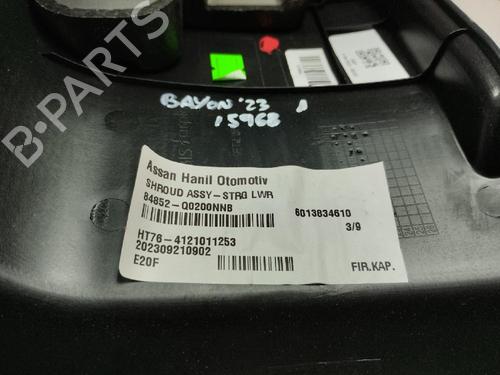 BAYON '23
15968
Assan Hanil Otomotiv
SHROUD ASSY-STRG LWR
84852-Q0200NNB
6013834610
3/9
HT76-4121011253
202309210902
E20F
FIR.KAP.
B-PARTS